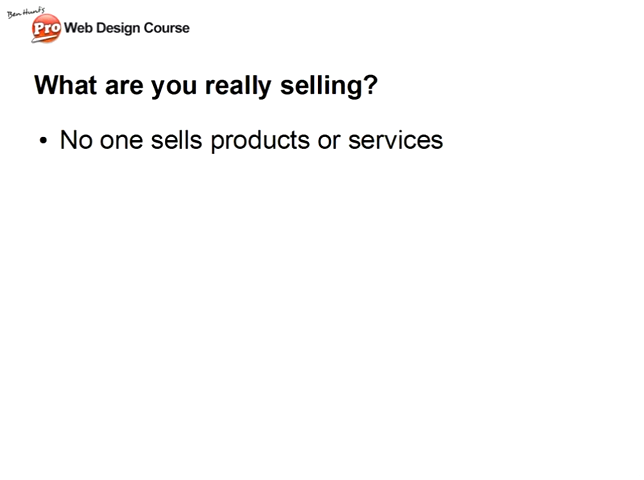 Ben Hunt's
Pro Web Design Course
What are you really selling?
• No one sells products or services